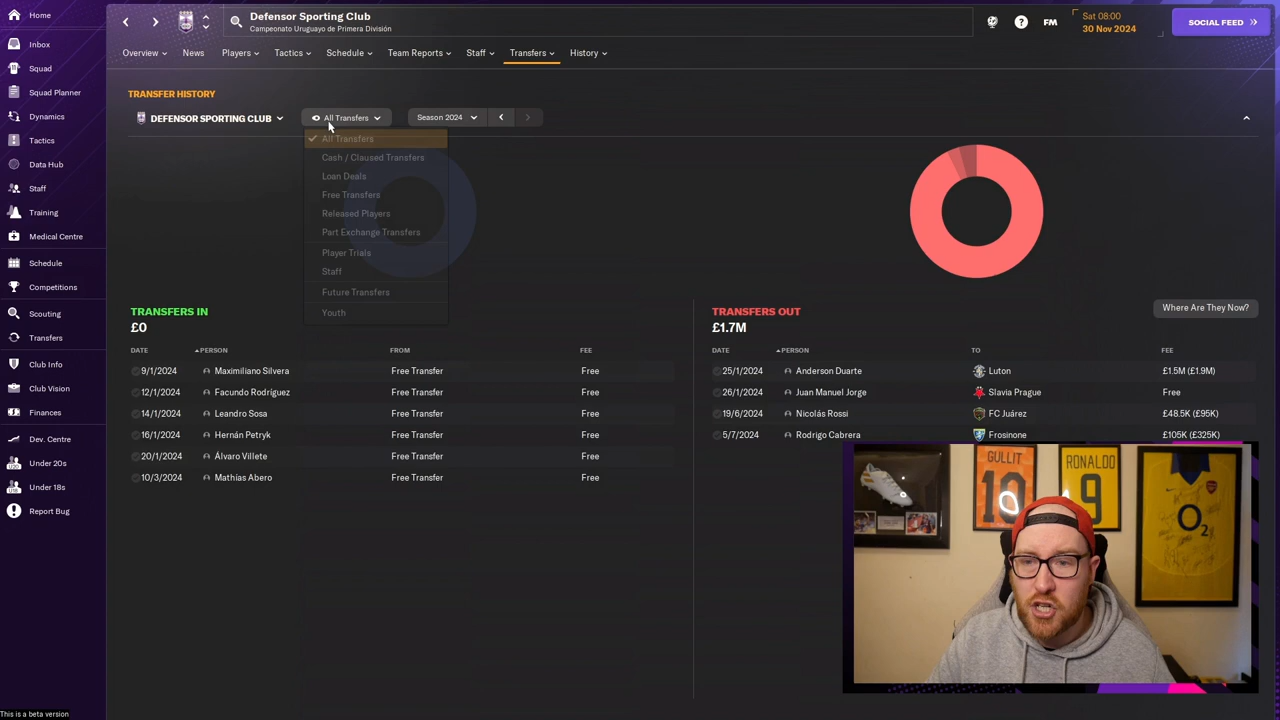 Home
Inbox
Squad
Squad Planner
Dynamics
Tactics
Data Hub
Staff
Training
Medical Centre
Schedule
Competitions
Scouting
Transfers
Club Info
Club Vision
Finances
Dev. Centre
Under 20s
Under 18s
Report Bug
This is a beta version
Defensor Sporting Club
Campeonato Uruguayo de Primera División
FM
Sat 08:00
30 Nov 2024
SOCIAL FEED
Overview
News
Players
Tactics
Schedule
Team Reports
Staff
Transfers
History
TRANSFER HISTORY
DEFENSOR SPORTING CLUB
All Transfers
Season 2024
All Transfers
Cash / Claused Transfers
Loan Deals
Free Transfers
Released Players
Part Exchange Transfers
Player Trials
Staff
Future Transfers
Youth
TRANSFERS IN
£0
DATE PERSON FROM FEE
9/1/2024 Maximiliano Silvera Free Transfer Free
12/1/2024 Facundo Rodríguez Free Transfer Free
14/1/2024 Leandro Sosa Free Transfer Free
16/1/2024 Hernán Petryk Free Transfer Free
20/1/2024 Álvaro Villete Free Transfer Free
10/3/2024 Mathías Abero Free Transfer Free
TRANSFERS OUT
£1.7M
Where Are They Now?
DATE PERSON TO FEE
25/1/2024 Anderson Duarte Luton £1.5M (£1.9M)
26/1/2024 Juan Manuel Jorge Slavia Prague Free
19/6/2024 Nicolás Rossi FC Juárez £48.5K (£95K)
5/7/2024 Rodrigo Cabrera Frosinone £105K (£325K)
GULLIT
10
RONALDO
9
O2